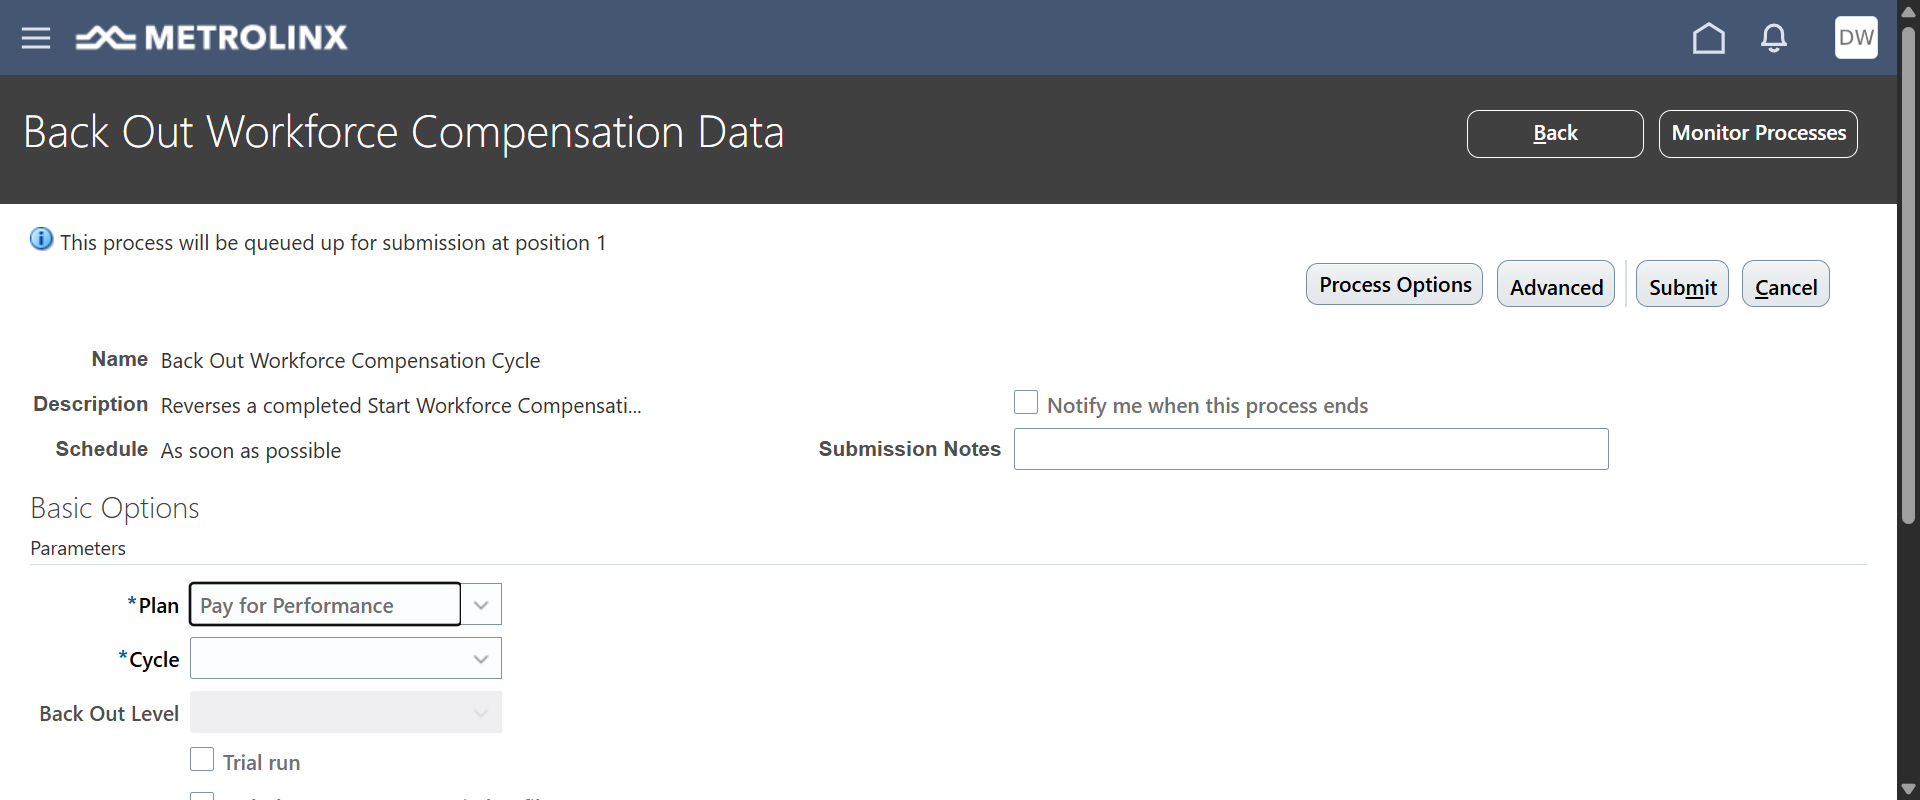 METROLINX
DW
Back Out Workforce Compensation Data
Back
Monitor Processes
This process will be queued up for submission at position 1
Process Options
Advanced
Submit
Cancel
Name Back Out Workforce Compensation Cycle
Description Reverses a completed Start Workforce Compensati...
Notify me when this process ends
Schedule As soon as possible
Submission Notes
Basic Options
Parameters
*Plan Pay for Performance
*Cycle
Back Out Level
Trial run